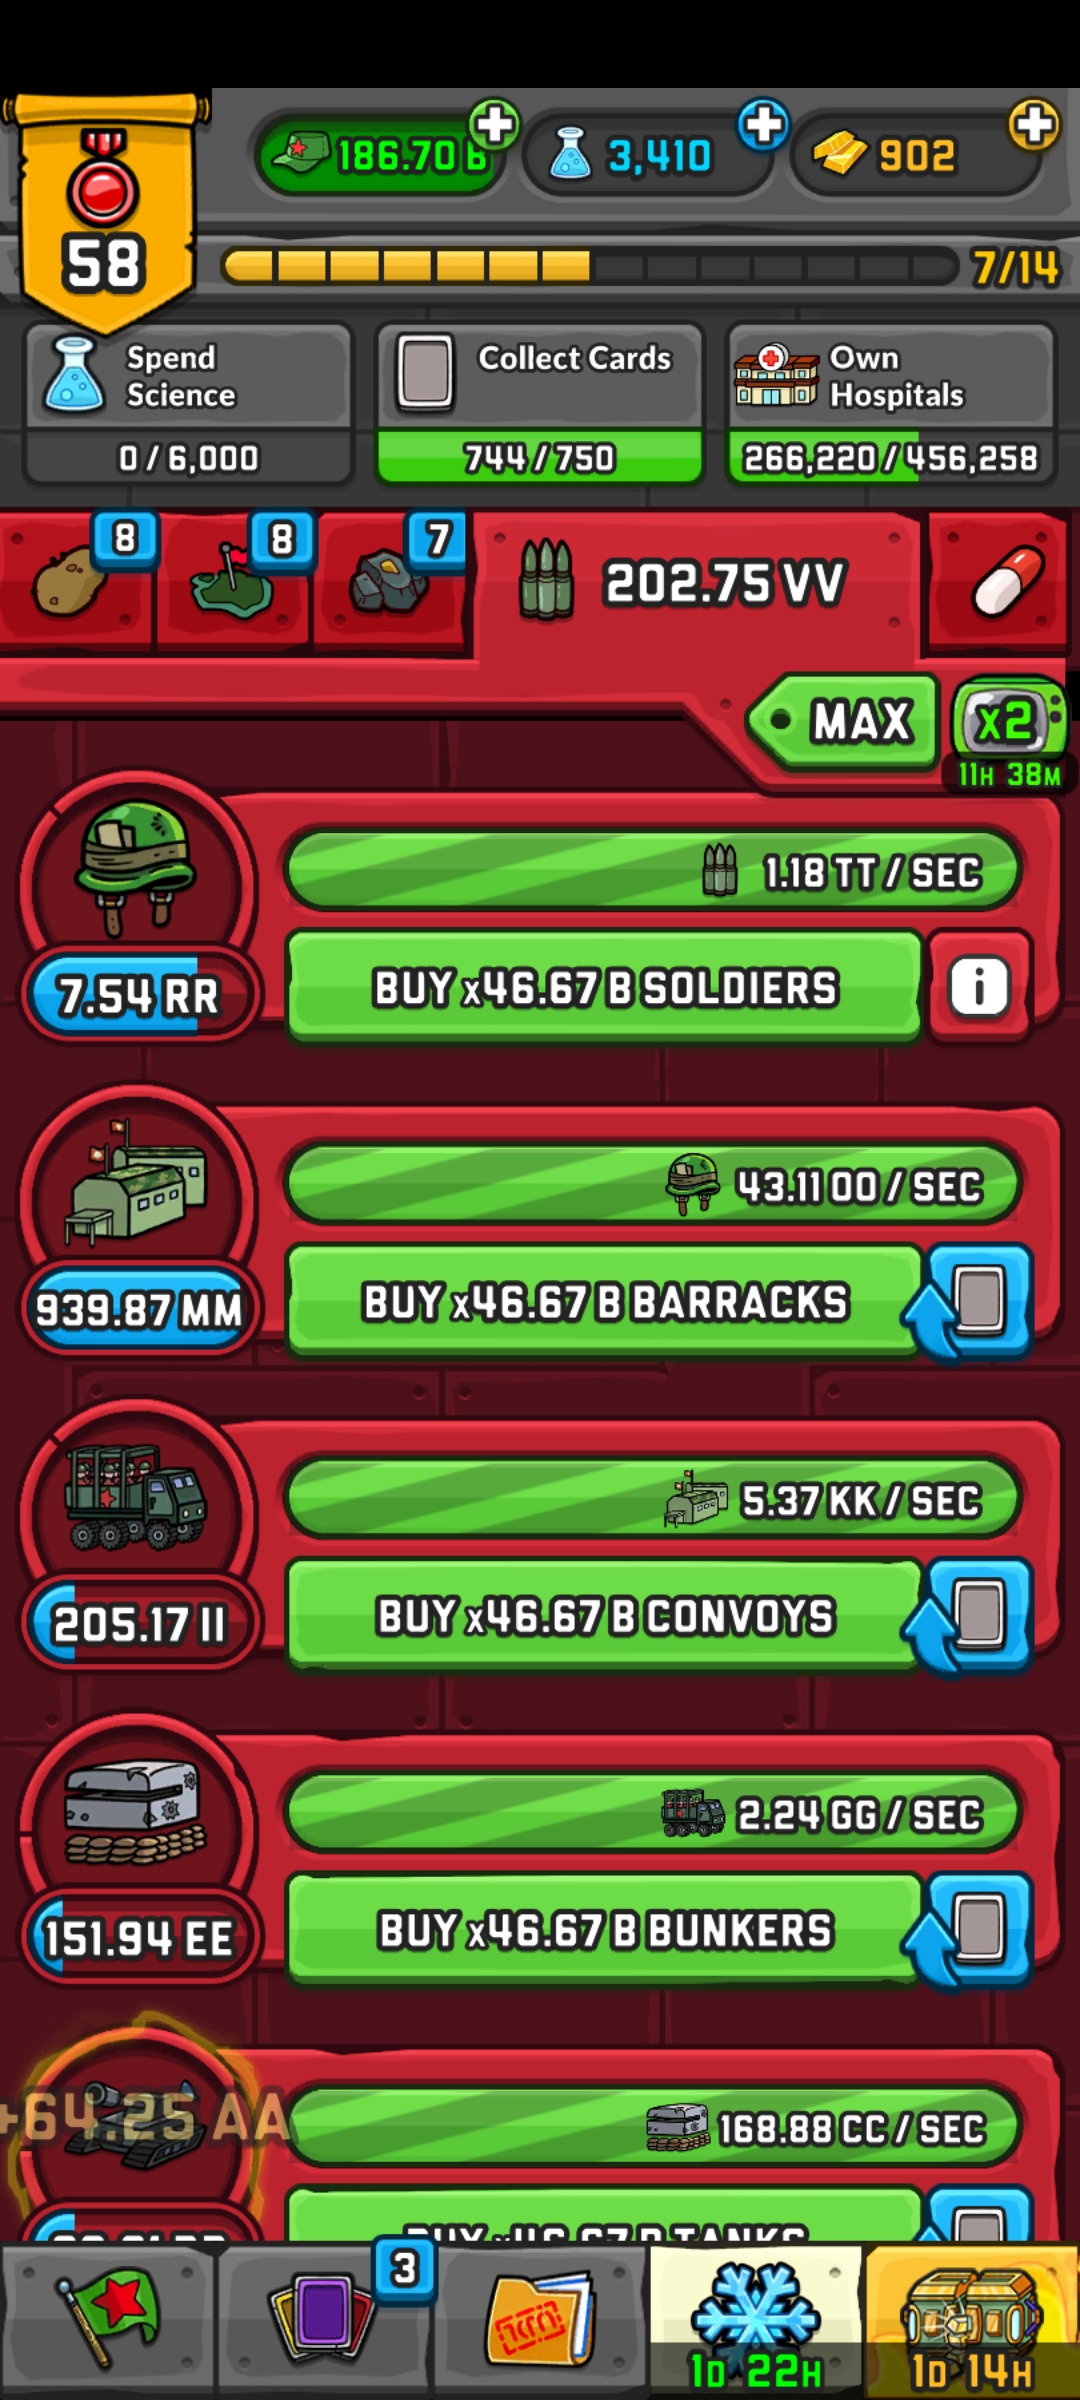 186.70 B
3,410
902
58
7/14
Spend
Science
0 / 6,000
Collect Cards
744 / 750
Own
Hospitals
266,220 / 456,258
8
8
7
202.75 VV
MAX
x2
11H 38M
1.18 TT / SEC
7.54 RR
BUY x46.67 B SOLDIERS
i
43.11 OO / SEC
939.87 MM
BUY x46.67 B BARRACKS
5.37 KK / SEC
205.17 II
BUY x46.67 B CONVOYS
2.24 GG / SEC
151.94 EE
BUY x46.67 B BUNKERS
+64.25 AA
168.88 CC / SEC
BUY x46.67 B TANKS
3
1D 22H
1D 14H